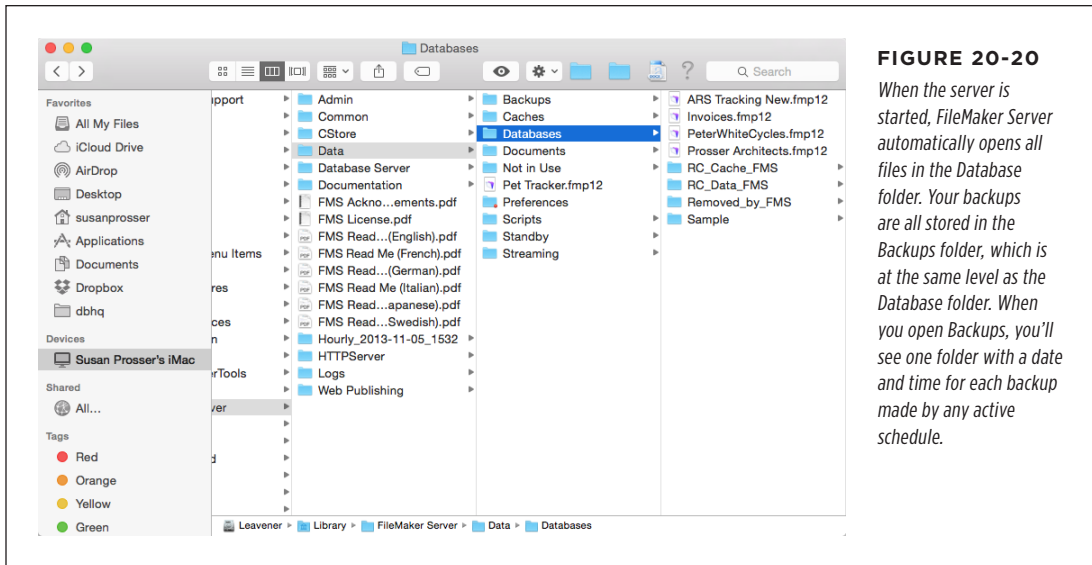 Databases
Search
Favorites
All My Files
iCloud Drive
AirDrop
Desktop
susanprosser
Applications
Documents
Dropbox
dbhq
Devices
Susan Prosser's iMac
Shared
All...
Tags
Red
Orange
Yellow
Green
pport
enu Items
res
ces
n
rTools
ver
d
Admin
Common
CStore
Data
Database Server
Documentation
FMS Ackno...ements.pdf
FMS License.pdf
FMS Read...(English).pdf
FMS Read Me (French).pdf
FMS Read...(German).pdf
FMS Read Me (Italian).pdf
FMS Read...apanese).pdf
FMS Read...Swedish).pdf
Hourly_2013-11-05_1532
HTTPServer
Logs
Web Publishing
Backups
Caches
Databases
Documents
Not in Use
Pet Tracker.fmp12
Preferences
Scripts
Standby
Streaming
ARS Tracking New.fmp12
Invoices.fmp12
PeterWhiteCycles.fmp12
Prosser Architects.fmp12
RC_Cache_FMS
RC_Data_FMS
Removed_by_FMS
Sample
Leavener ▸ Library ▸ FileMaker Server ▸ Data ▸ Databases
FIGURE 20-20
When the server is
started, FileMaker Server
automatically opens all
files in the Database
folder. Your backups
are all stored in the
Backups folder, which is
at the same level as the
Database folder. When
you open Backups, you'll
see one folder with a date
and time for each backup
made by any active
schedule.